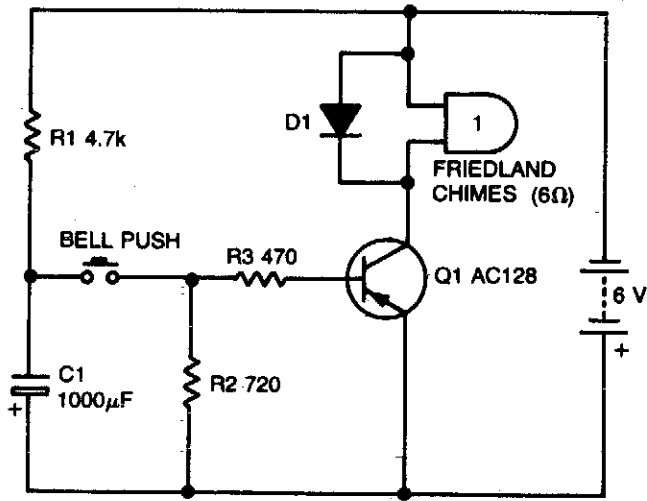 R1 4.7k
D1
1
FRIEDLAND
CHIMES (6Ω)
BELL PUSH
R3 470
Q1 AC128
6 V
+
C1
1000μF
+
R2 720